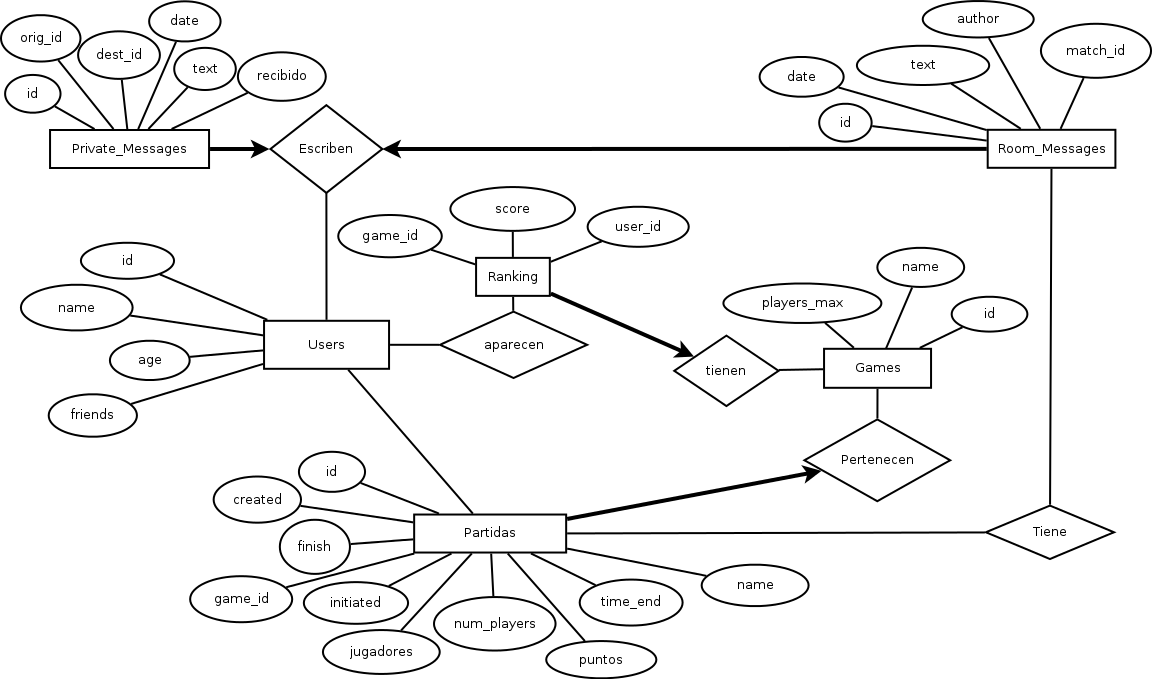 date
orig_id
dest_id
text
recibido
id
Private_Messages
Escriben
author
match_id
text
date
id
Room_Messages
score
game_id
user_id
Ranking
aparecen
id
name
age
friends
Users
name
players_max
id
tienen
Games
Pertenecen
id
created
finish
game_id
initiated
jugadores
num_players
puntos
time_end
name
Partidas
Tiene